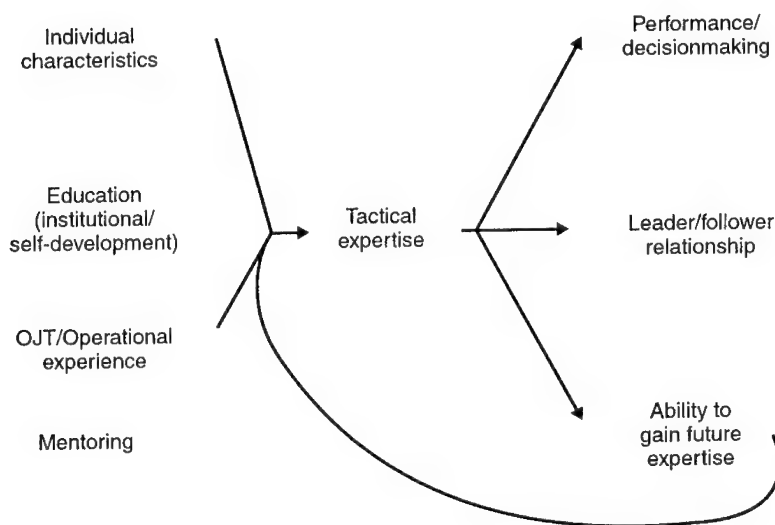 Individual
characteristics
Education
(institutional/
self-development)
OJT/Operational
experience
Mentoring
Tactical
expertise
Performance/
decisionmaking
Leader/follower
relationship
Ability to
gain future
expertise